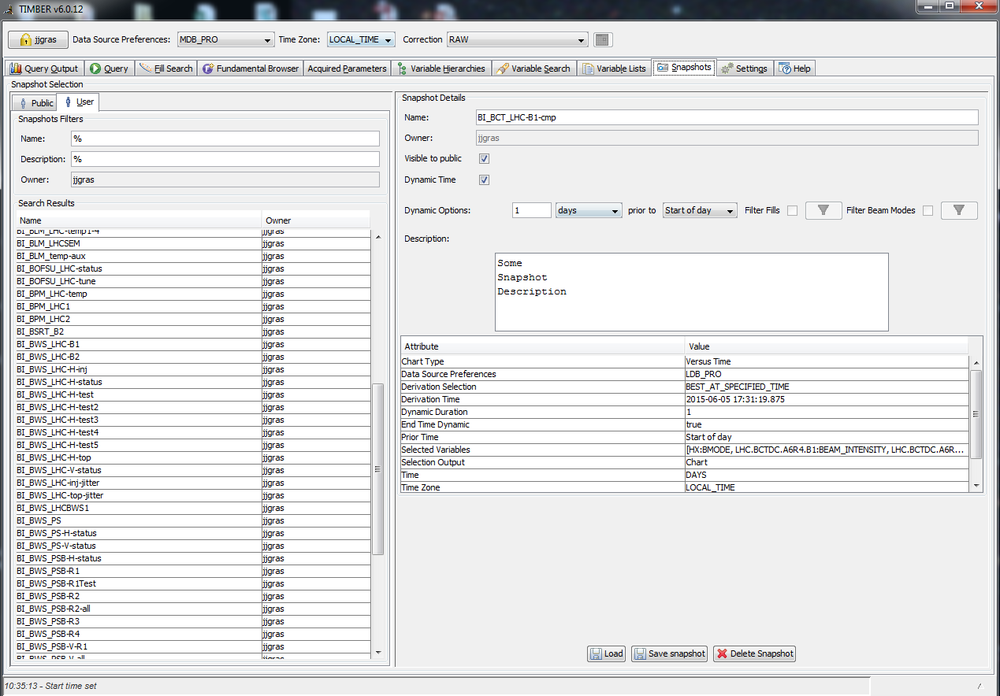 TIMBER v6.0.12
jjgras Data Source Preferences: MDB_PRO Time Zone: LOCAL_TIME Correction RAW
Query Output Query Fill Search Fundamental Browser Acquired Parameters Variable Hierarchies Variable Search Variable Lists Snapshots Settings Help
Snapshot Selection
Public User
Snapshots Filters
Name: %
Description: %
Owner: jjgras
Search Results
Name Owner
BI_BLM_LHC-temp1-4 jjgras
BI_BLM_LHCSEM jjgras
BI_BLM_temp-aux jjgras
BI_BOFSU_LHC-status jjgras
BI_BOFSU_LHC-tune jjgras
BI_BPM_LHC-temp jjgras
BI_BPM_LHC1 jjgras
BI_BPM_LHC2 jjgras
BI_BSRT_B2 jjgras
BI_BWS_LHC-B1 jjgras
BI_BWS_LHC-B2 jjgras
BI_BWS_LHC-H-inj jjgras
BI_BWS_LHC-H-status jjgras
BI_BWS_LHC-H-test jjgras
BI_BWS_LHC-H-test2 jjgras
BI_BWS_LHC-H-test3 jjgras
BI_BWS_LHC-H-test4 jjgras
BI_BWS_LHC-H-test5 jjgras
BI_BWS_LHC-H-top jjgras
BI_BWS_LHC-V-status jjgras
BI_BWS_LHC-inj-jitter jjgras
BI_BWS_LHC-top-jitter jjgras
BI_BWS_LHCBWS1 jjgras
BI_BWS_PS jjgras
BI_BWS_PS-H-status jjgras
BI_BWS_PS-V-status jjgras
BI_BWS_PSB-H-status jjgras
BI_BWS_PSB-R1 jjgras
BI_BWS_PSB-R1Test jjgras
BI_BWS_PSB-R2 jjgras
BI_BWS_PSB-R2-all jjgras
BI_BWS_PSB-R3 jjgras
BI_BWS_PSB-R4 jjgras
BI_BWS_PSB-V-R1 jjgras
BI_BWS_PSB-V-all jjgras
Snapshot Details
Name: BI_BCT_LHC-B1-cmp
Owner: jjgras
Visible to public
Dynamic Time
Dynamic Options: 1 days prior to Start of day Filter Fills Filter Beam Modes
Description:
Some
Snapshot
Description
Attribute Value
Chart Type Versus Time
Data Source Preferences LDB_PRO
Derivation Selection BEST_AT_SPECIFIED_TIME
Derivation Time 2015-06-05 17:31:19.875
Dynamic Duration 1
End Time Dynamic true
Prior Time Start of day
Selected Variables [HX:BMODE, LHC.BCTDC.A6R4.B1:BEAM_INTENSITY, LHC.BCTDC.A6R...
Selection Output Chart
Time DAYS
Time Zone LOCAL_TIME
Load Save snapshot Delete Snapshot
10:35:13 - Start time set